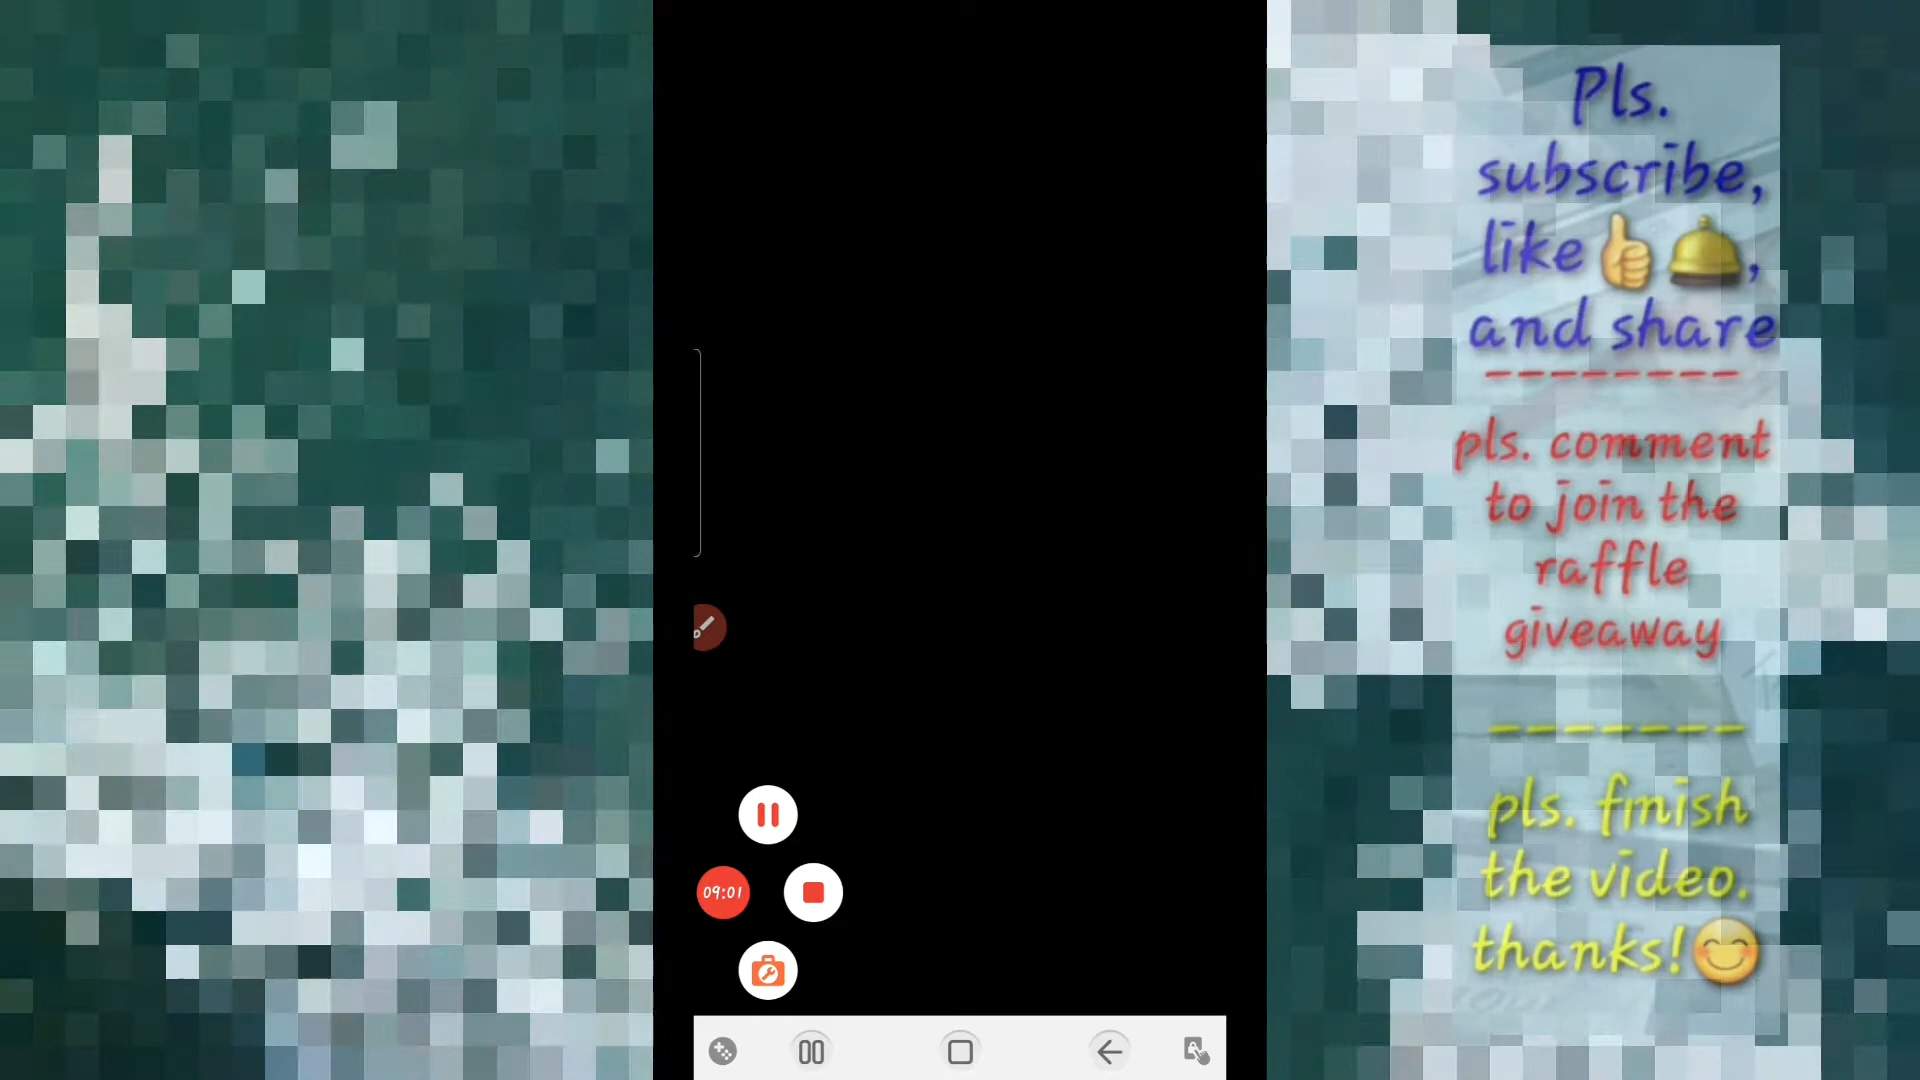 Pls.
subscribe,
like👍🛎,
and share
--------
pls. comment
to join the
raffle
giveaway
-------
pls. finish
the video.
thanks!😊
09:01